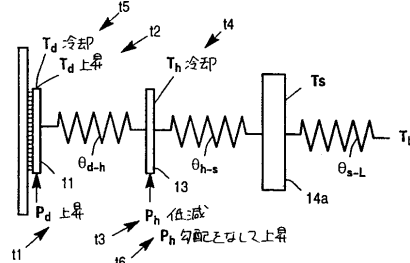 t5
Td 冷却
t2
Td 上昇
t4
Th 冷却
Ts
θd-h
θh-s
θs-L
11
13
14a
Pd 上昇
t1
Ph 低減
t3
Ph 勾配をなして上昇
t6